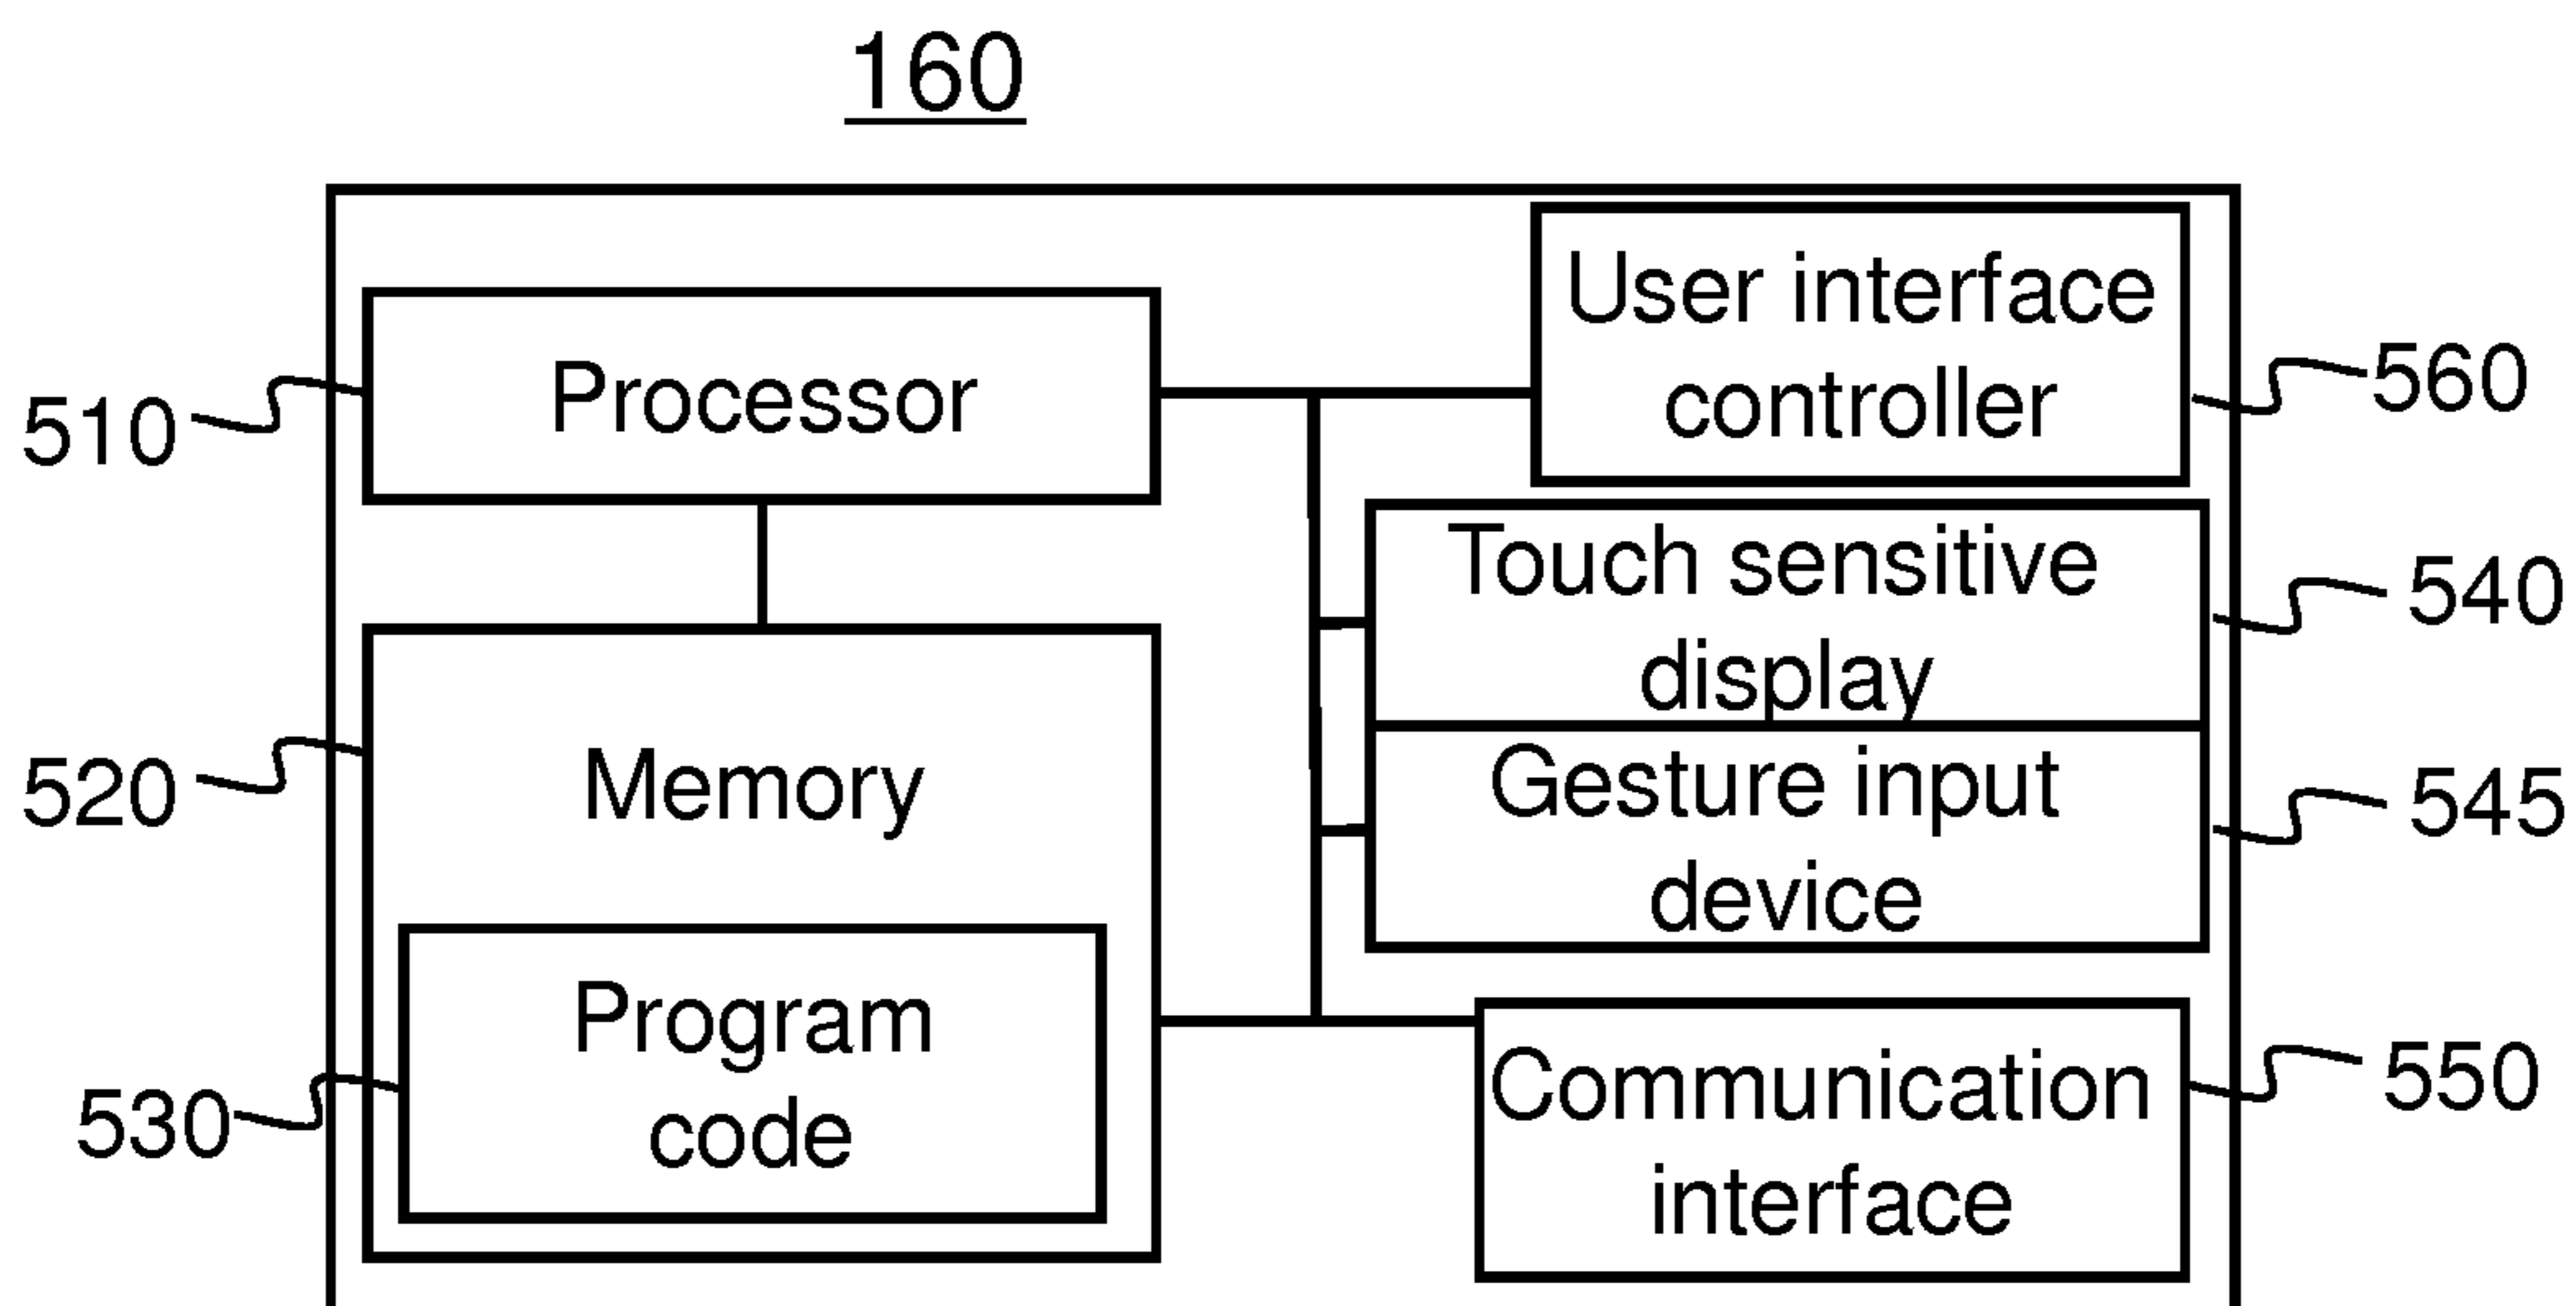 160
User interface
controller
560
Processor
510
Touch sensitive
display
540
Memory
520
Gesture input
device
545
Program
code
530
Communication
interface
550